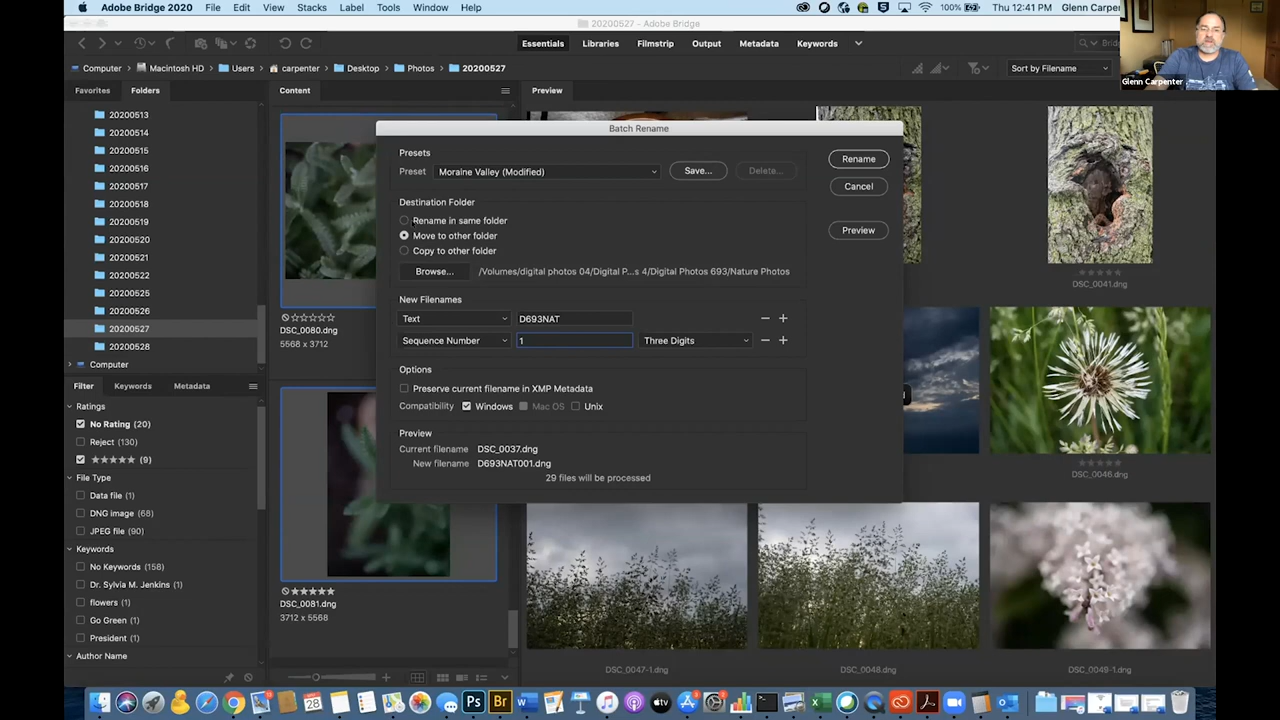 Adobe Bridge 2020 File Edit View Stacks Label Tools Window Help 100% Thu 12:41 PM Glenn Carpenter
20200527 - Adobe Bridge
Essentials Libraries Filmstrip Output Metadata Keywords
Computer Macintosh HD Users carpenter Desktop Photos 20200527 Sort by Filename
Glenn Carpenter
Favorites Folders Content Preview
20200513
20200514
20200515
20200516
20200517
20200518
20200519
20200520
20200521
20200522
20200525
20200526
20200527
20200528
Computer
Filter Keywords Metadata
Ratings
No Rating (20)
Reject (130)
★★★★★ (9)
File Type
Data file (1)
DNG image (68)
JPEG file (90)
Keywords
No Keywords (158)
Dr. Sylvia M. Jenkins (1)
flowers (1)
Go Green (1)
President (1)
Author Name
DSC_0080.dng
5568 x 3712
DSC_0081.dng
3712 x 5568
Batch Rename
Presets
Preset Moraine Valley (Modified) Save... Delete...
Rename
Cancel
Preview
Destination Folder
Rename in same folder
Move to other folder
Copy to other folder
Browse... /Volumes/digital photos 04/Digital P...s 4/Digital Photos 693/Nature Photos
New Filenames
Text D693NAT
Sequence Number 1 Three Digits
Options
Preserve current filename in XMP Metadata
Compatibility Windows Mac OS Unix
Preview
Current filename DSC_0037.dng
New filename D693NAT001.dng
29 files will be processed
DSC_0041.dng
DSC_0046.dng
DSC_0047-1.dng
DSC_0048.dng
DSC_0049-1.dng
Ps Br W